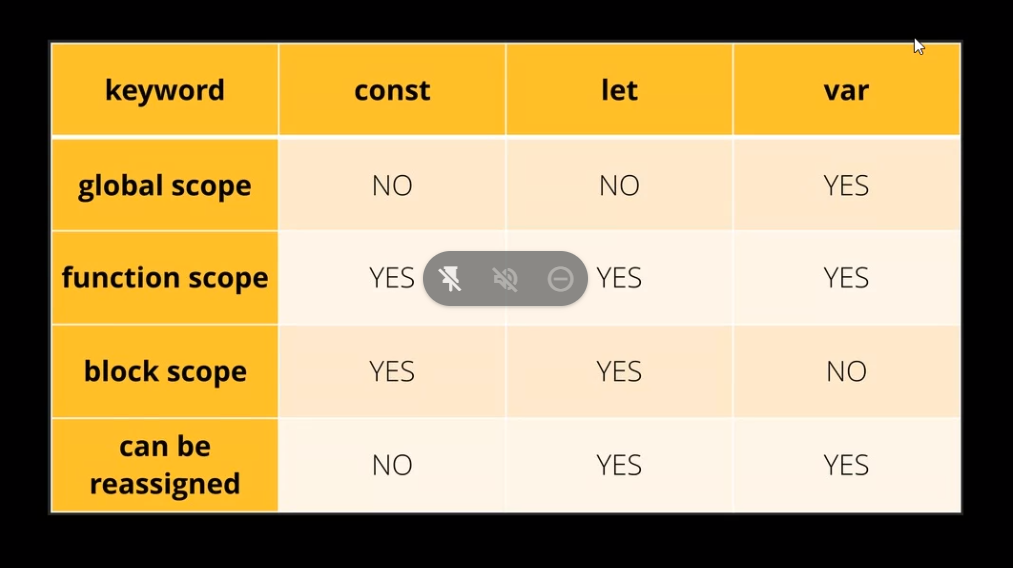 keyword const let var
global scope NO NO YES
function scope YES YES YES
block scope YES YES NO
can be
reassigned NO YES YES